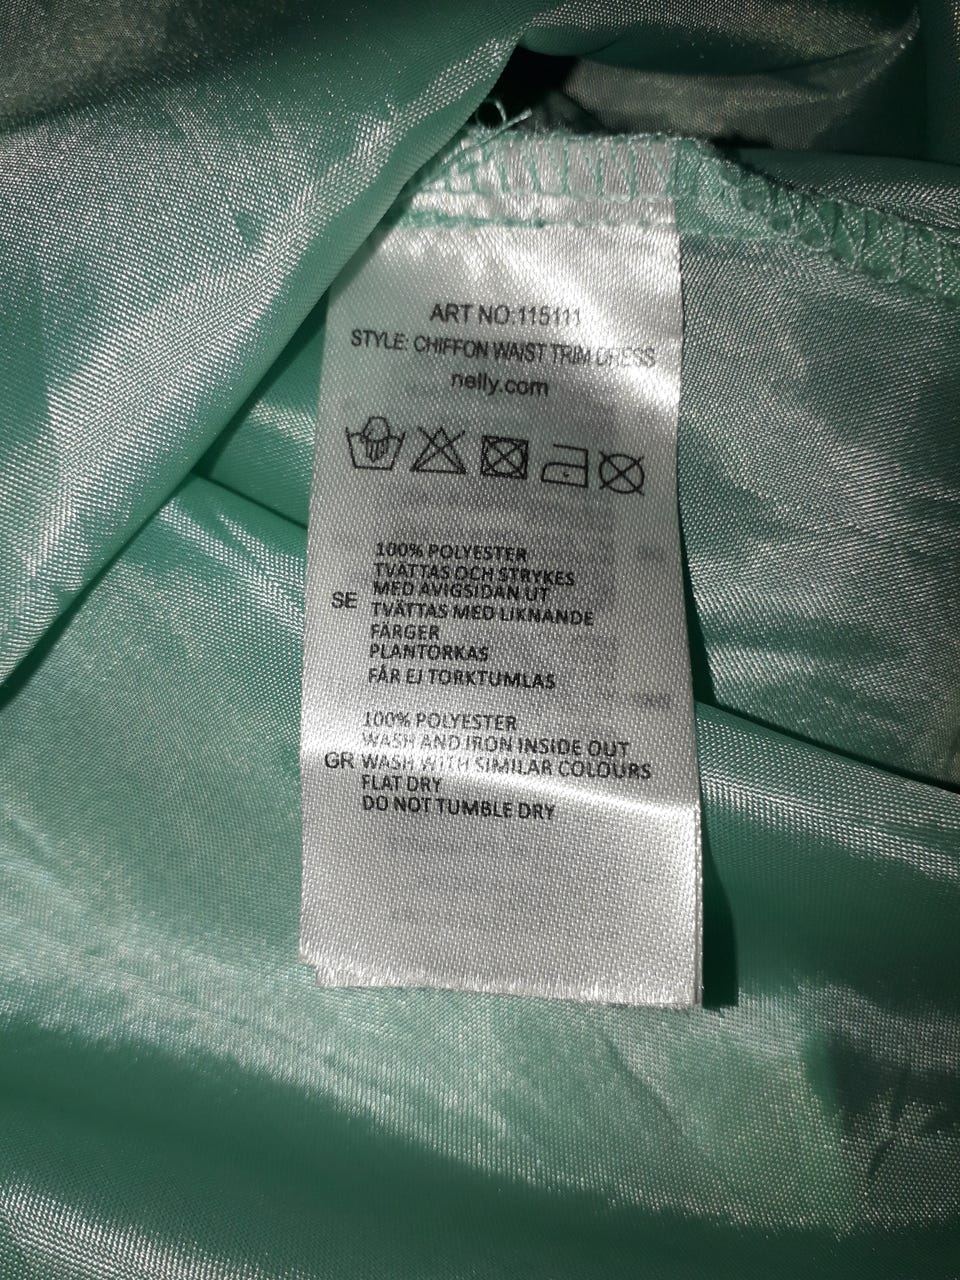 ART NO:115111
STYLE: CHIFFON WAIST TRIM DRESS
nelly.com
100% POLYESTER
TVÄTTAS OCH STRYKES
MED AVIGSIDAN UT
SE
TVÄTTAS MED LIKNANDE
FÄRGER
PLANTORKAS
FÅR EJ TORKTUMLAS
100% POLYESTER
WASH AND IRON INSIDE OUT
GR WASH WITH SIMILAR COLOURS
FLAT DRY
DO NOT TUMBLE DRY